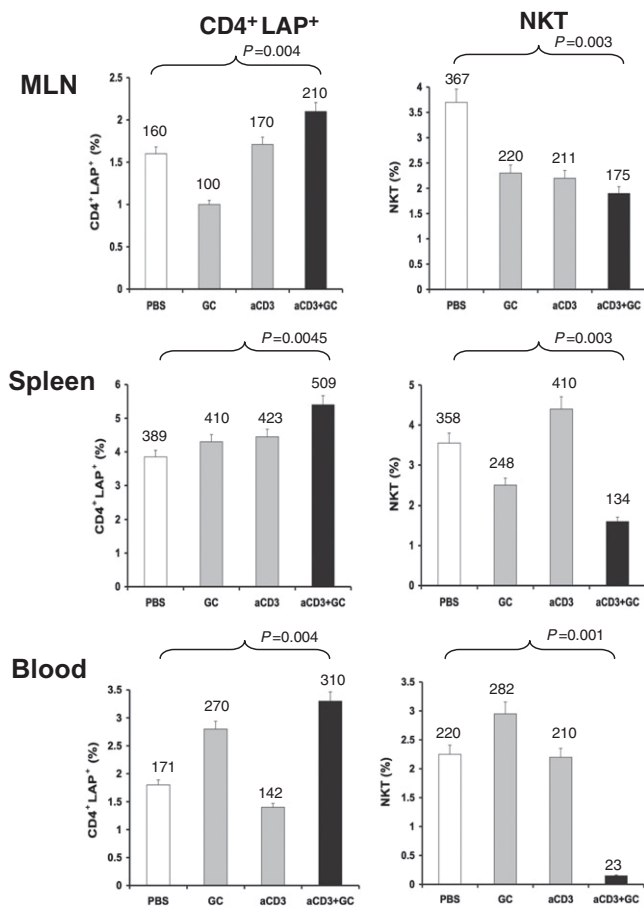 CD4⁺ LAP⁺
NKT
MLN
P=0.004
CD4⁺LAP⁺ (%)
2.5
2
1.5
1
0.5
0
160
100
170
210
PBS GC aCD3 aCD3+GC
P=0.003
NKT (%)
4
3.5
3
2.5
2
1.5
1
0.5
0
367
220
211
175
PBS GC aCD3 aCD3+GC
Spleen
P=0.0045
CD4⁺LAP⁺ (%)
6
5
4
3
2
1
0
389
410
423
509
PBS GC aCD3 aCD3+GC
P=0.003
NKT (%)
5
4
3
2
1
0
358
248
410
134
PBS GC aCD3 aCD3+GC
Blood
P=0.004
CD4⁺LAP⁺ (%)
3.5
3
2.5
2
1.5
1
0.5
0
171
270
142
310
PBS GC aCD3 aCD3+GC
P=0.001
NKT (%)
3.5
3
2.5
2
1.5
1
0.5
0
220
282
210
23
PBS GC aCD3 aCD3+GC